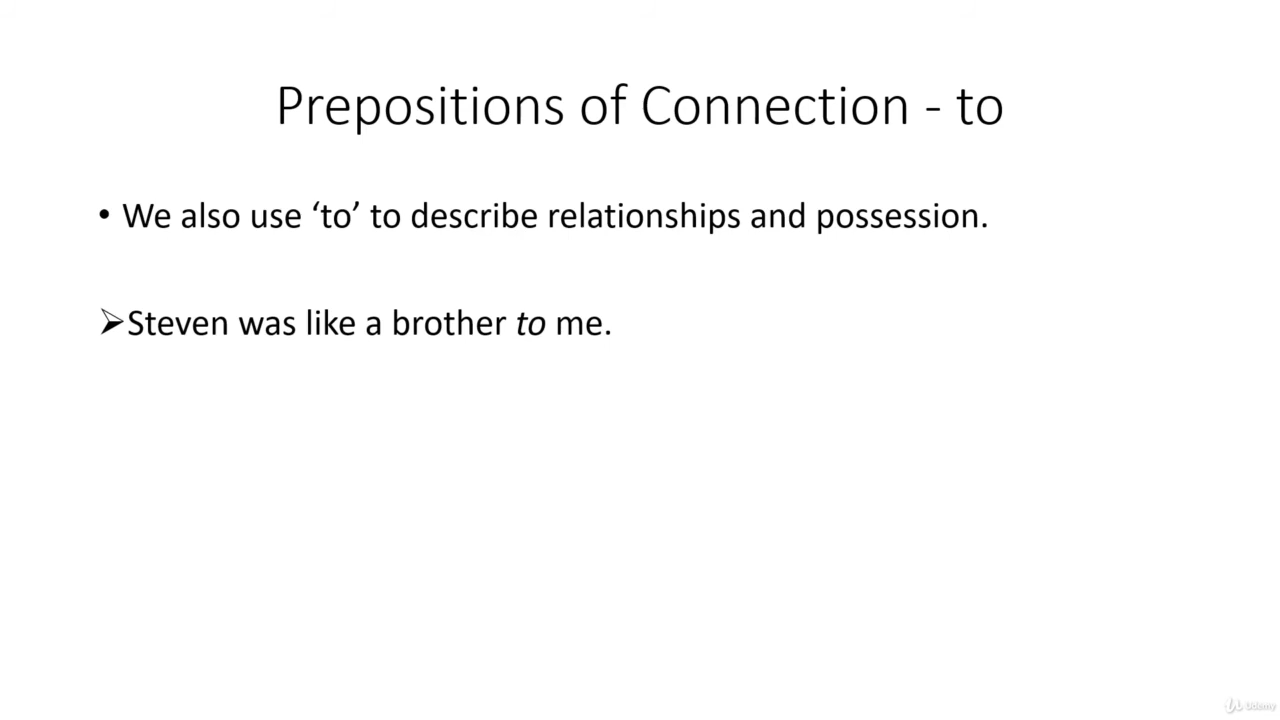 Prepositions of Connection - to
• We also use ‘to’ to describe relationships and possession.
➢Steven was like a brother to me.
Udemy